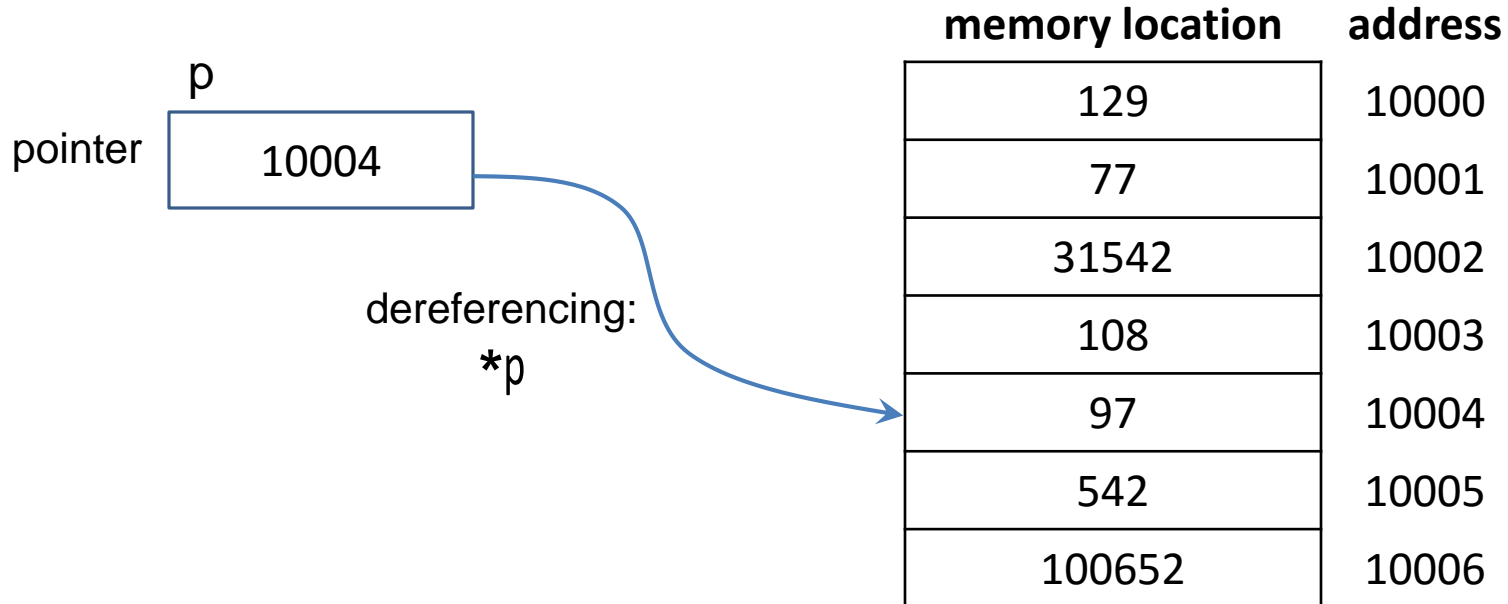 memory location address
p
pointer 10004
dereferencing:
*p
129 10000
77 10001
31542 10002
108 10003
97 10004
542 10005
100652 10006